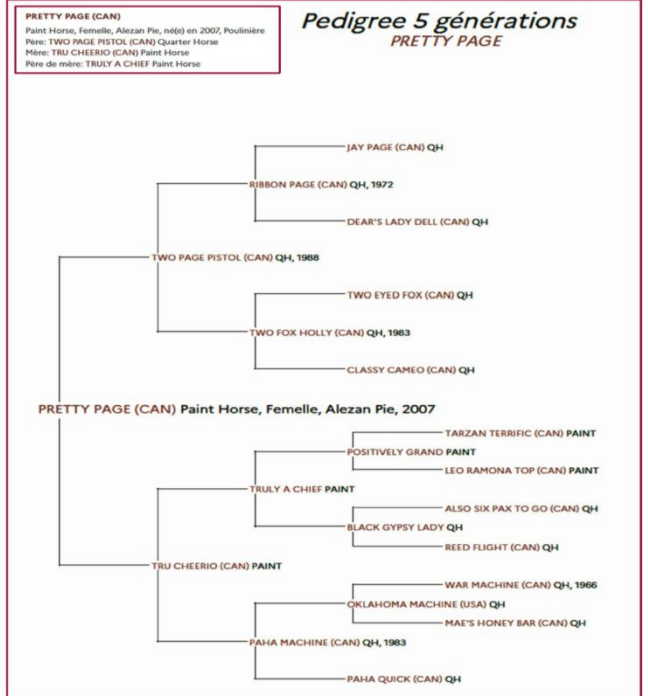 PRETTY PAGE (CAN)
Paint Horse, Femelle, Alezan Pie, né(e) en 2007, Poulinière
Père: TWO PAGE PISTOL (CAN) Quarter Horse
Mère: TRU CHEERIO (CAN) Paint Horse
Père de mère: TRULY A CHIEF Paint Horse
Pedigree 5 générations
PRETTY PAGE
JAY PAGE (CAN) QH
RIBBON PAGE (CAN) QH, 1972
DEAR'S LADY DELL (CAN) QH
TWO PAGE PISTOL (CAN) QH, 1988
TWO EYED FOX (CAN) QH
TWO FOX HOLLY (CAN) QH, 1983
CLASSY CAMEO (CAN) QH
PRETTY PAGE (CAN) Paint Horse, Femelle, Alezan Pie, 2007
TARZAN TERRIFIC (CAN) PAINT
POSITIVELY GRAND PAINT
LEO RAMONA TOP (CAN) PAINT
TRULY A CHIEF PAINT
ALSO SIX PAX TO GO (CAN) QH
BLACK GYPSY LADY QH
REED FLIGHT (CAN) QH
TRU CHEERIO (CAN) PAINT
WAR MACHINE (CAN) QH, 1966
OKLAHOMA MACHINE (USA) QH
MAE'S HONEY BAR (CAN) QH
PAHA MACHINE (CAN) QH, 1983
PAHA QUICK (CAN) QH